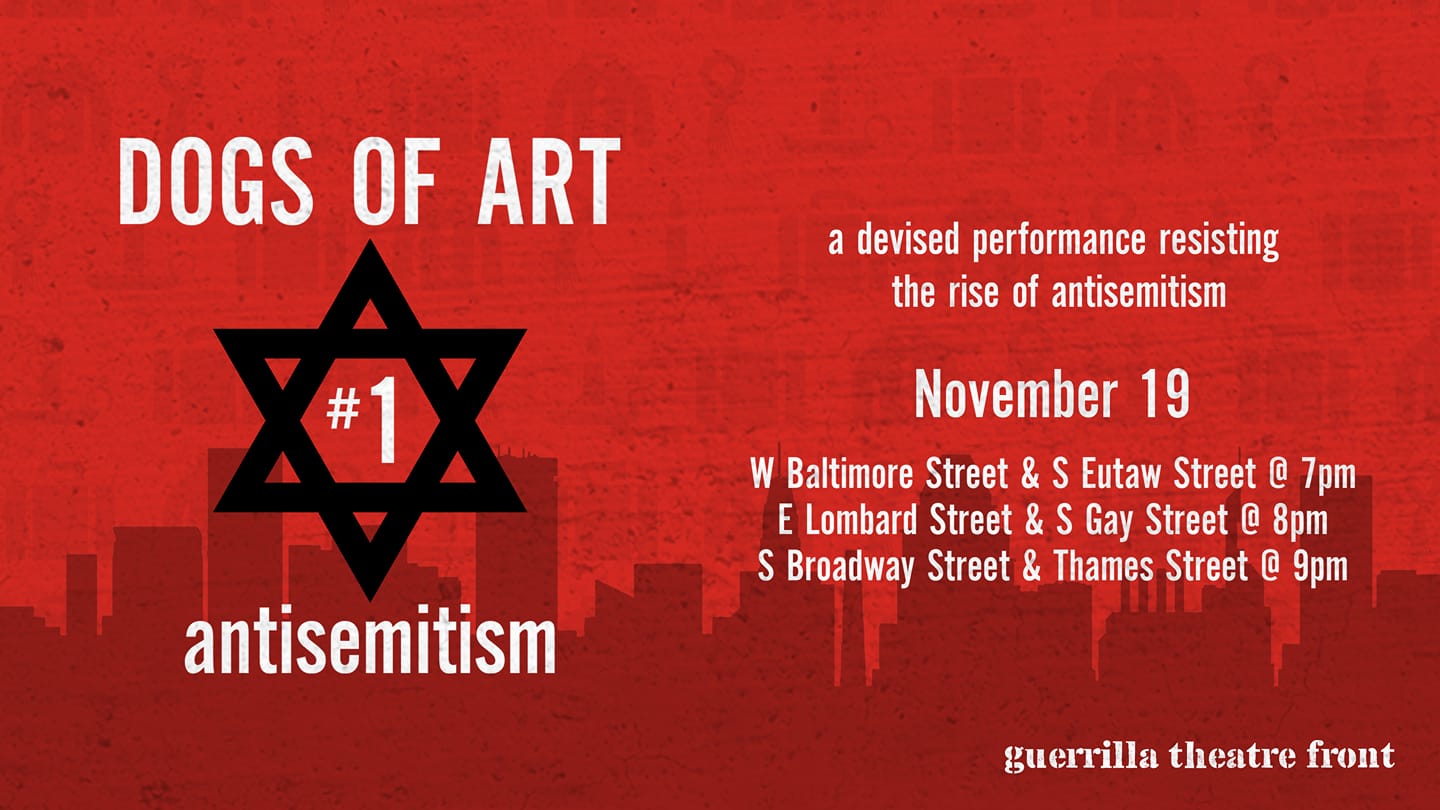 DOGS OF ART
#1
antisemitism
a devised performance resisting
the rise of antisemitism
November 19
W Baltimore Street & S Eutaw Street @ 7pm
E Lombard Street & S Gay Street @ 8pm
S Broadway Street & Thames Street @ 9pm
guerrilla theatre front